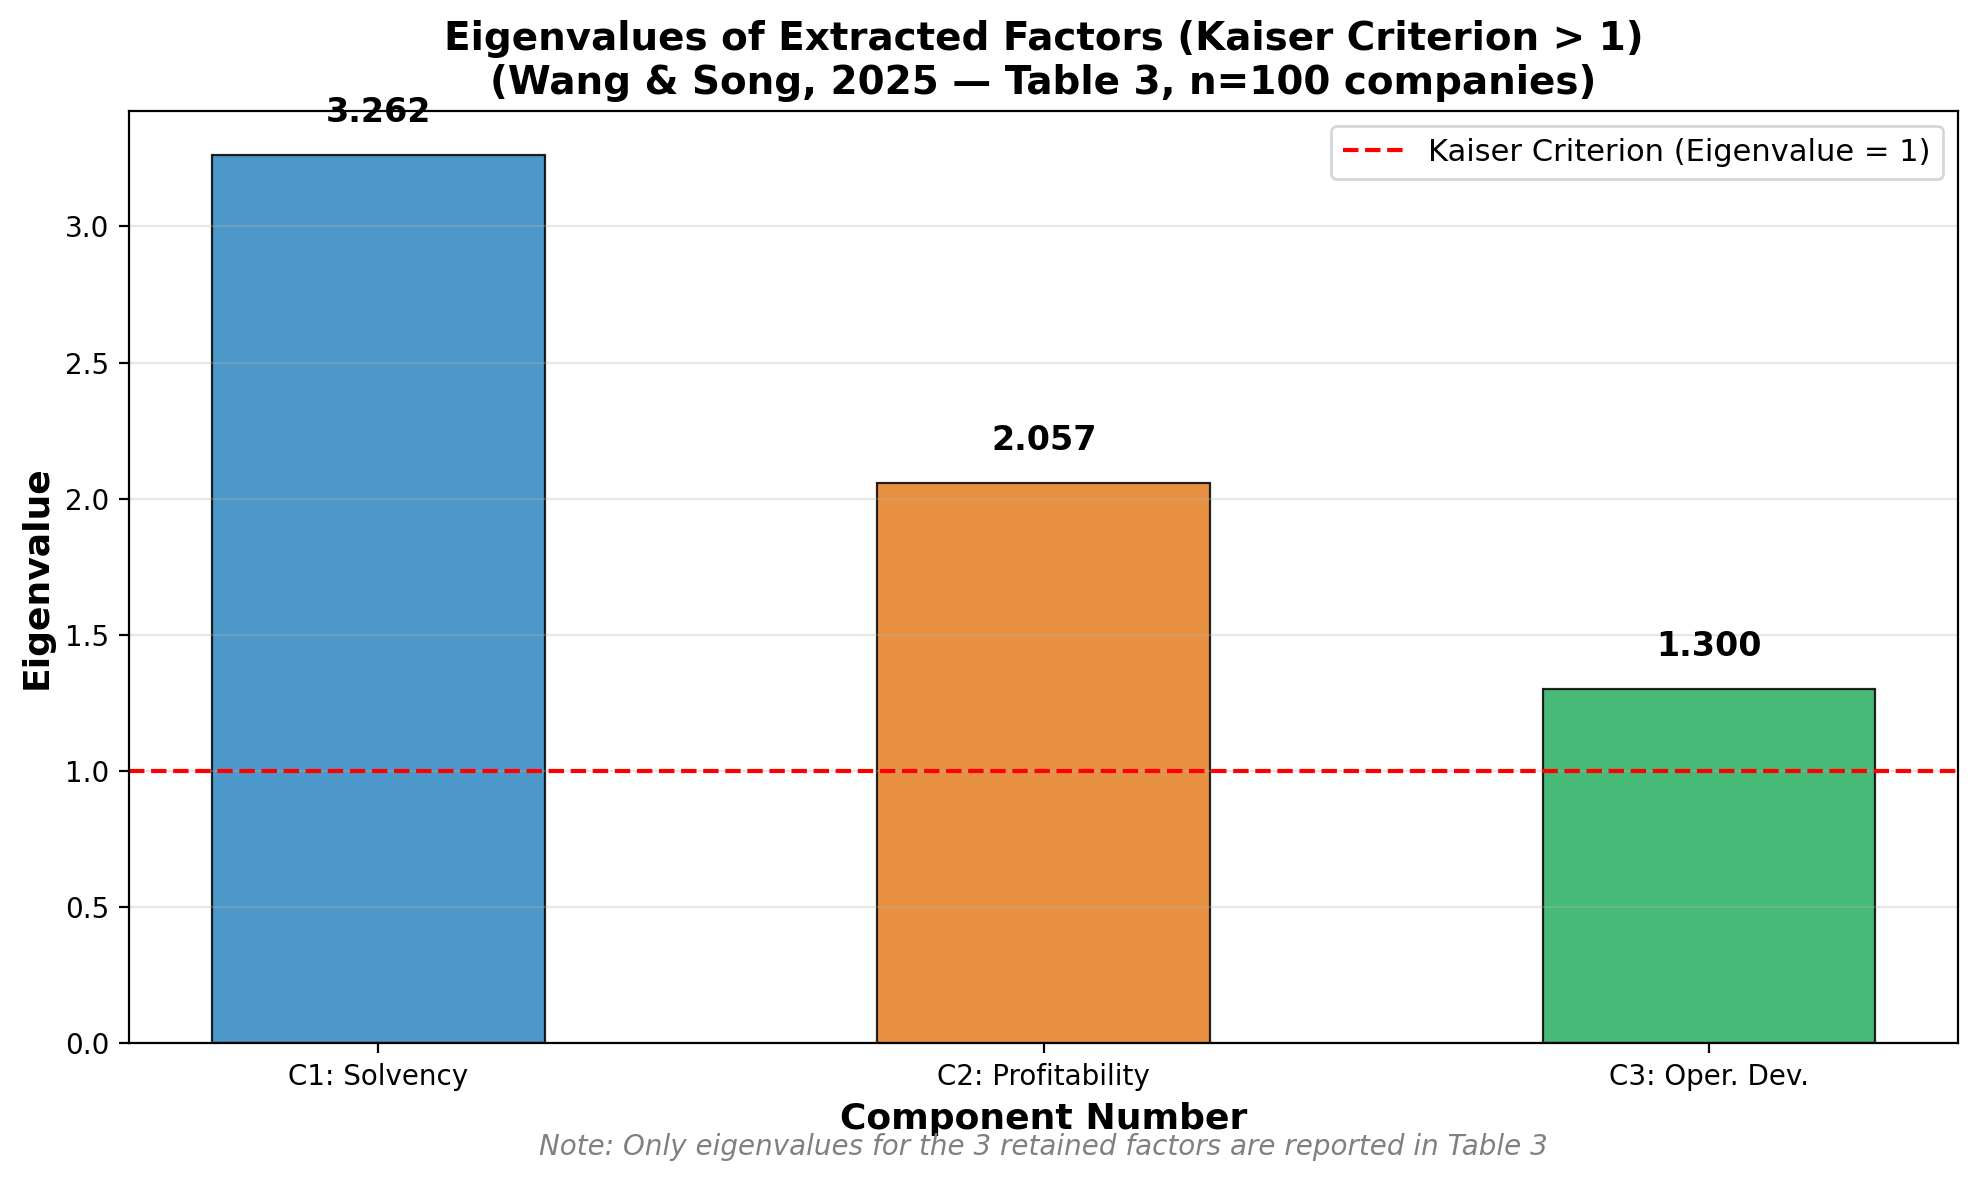 Eigenvalues of Extracted Factors (Kaiser Criterion > 1)
(Wang & Song, 2025 — Table 3, n=100 companies)
3.262
Kaiser Criterion (Eigenvalue = 1)
3.0
2.5
2.057
2.0
1.5
1.300
1.0
0.5
0.0
Eigenvalue
C1: Solvency
C2: Profitability
C3: Oper. Dev.
Component Number
Note: Only eigenvalues for the 3 retained factors are reported in Table 3